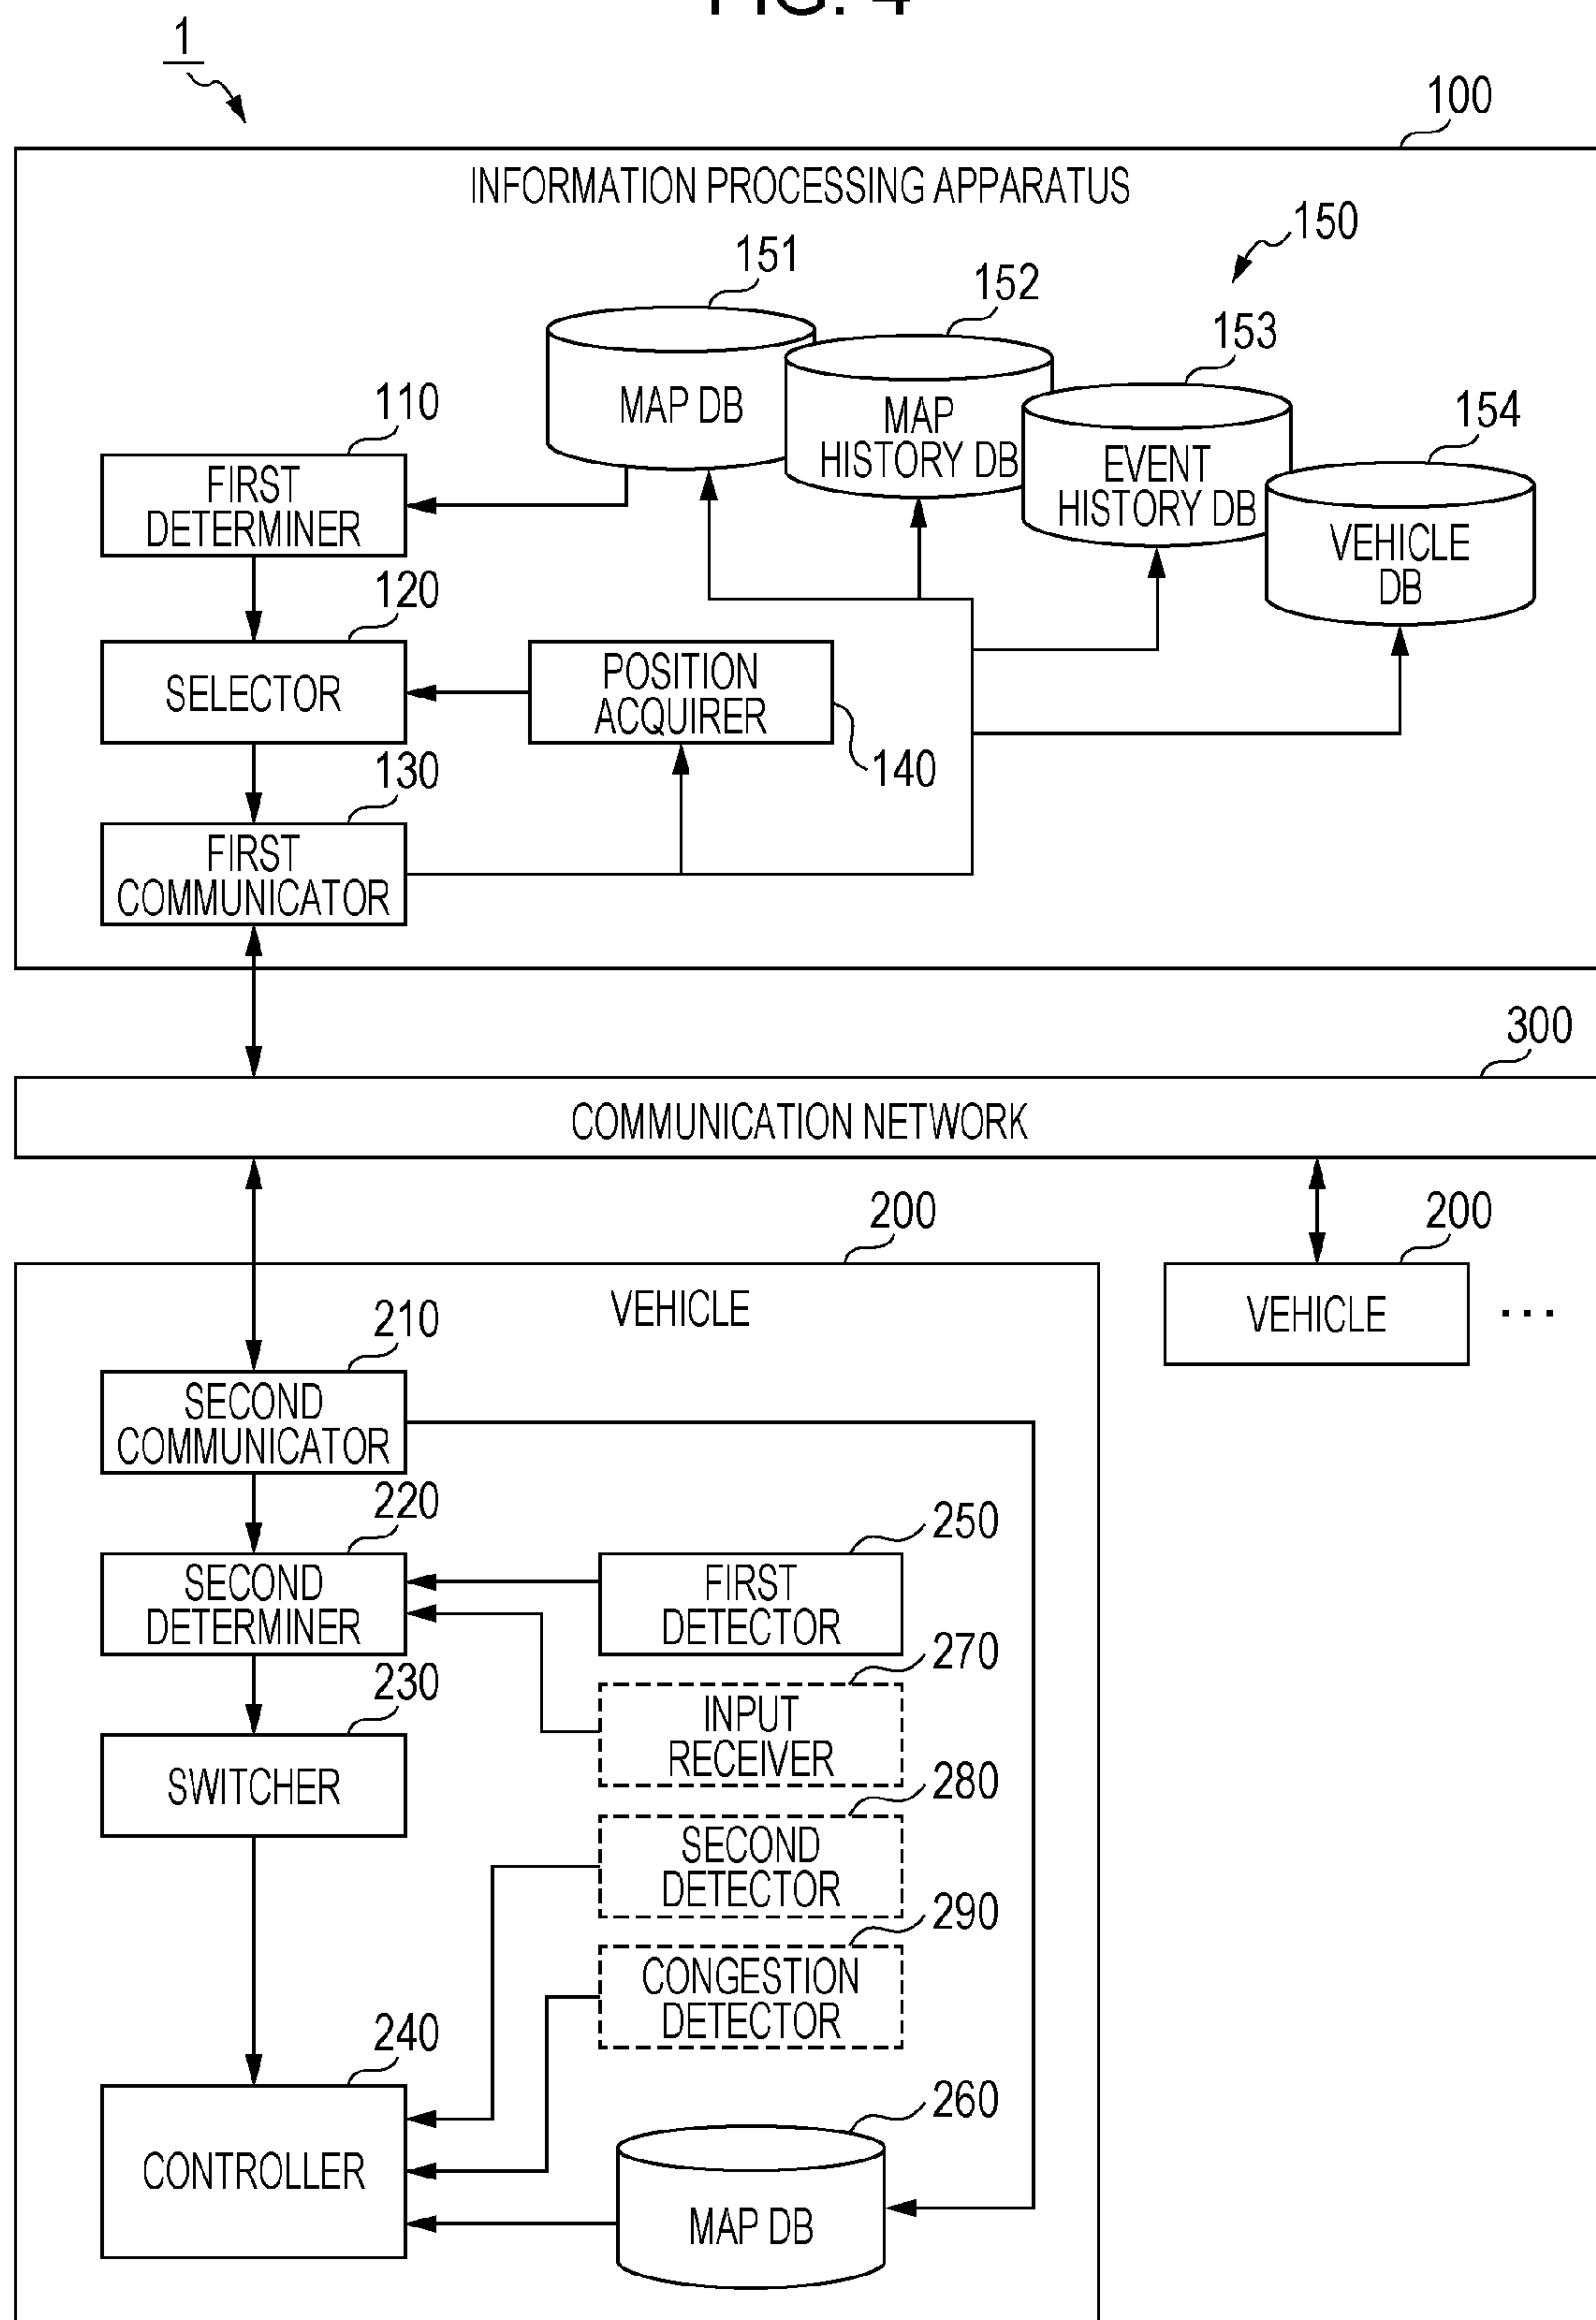 FIG. 4
1
100
INFORMATION PROCESSING APPARATUS
150
151
152
153
154
MAP DB
MAP
HISTORY DB
EVENT
HISTORY DB
VEHICLE
DB
110
FIRST
DETERMINER
120
SELECTOR
POSITION
ACQUIRER
140
130
FIRST
COMMUNICATOR
300
COMMUNICATION NETWORK
200
VEHICLE
200
VEHICLE
...
210
SECOND
COMMUNICATOR
220
SECOND
DETERMINER
250
FIRST
DETECTOR
230
SWITCHER
270
INPUT
RECEIVER
280
SECOND
DETECTOR
290
CONGESTION
DETECTOR
240
CONTROLLER
260
MAP DB